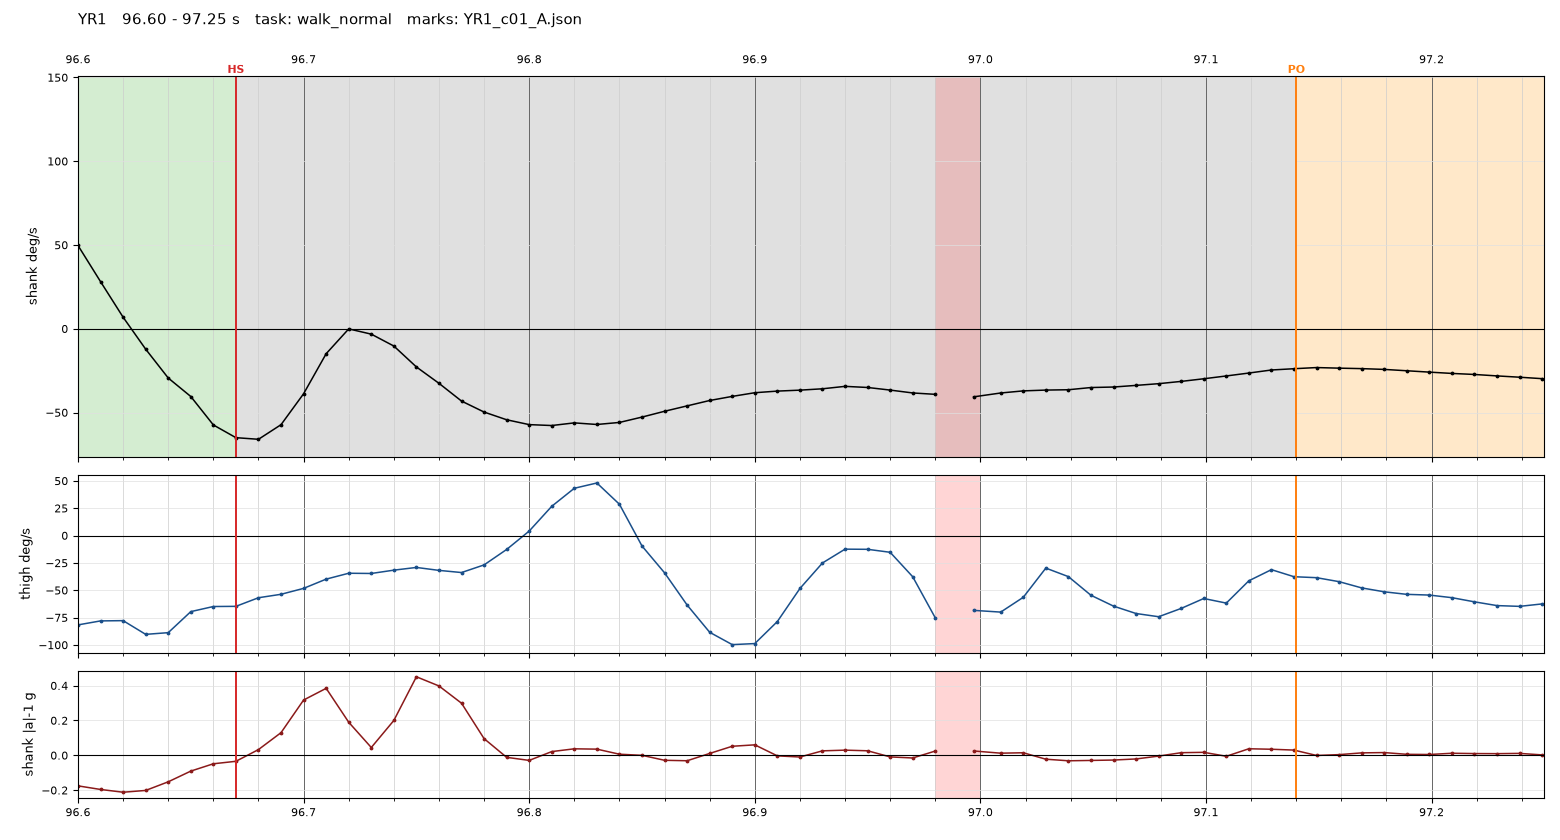 YR1   96.60 - 97.25 s   task: walk_normal   marks: YR1_c01_A.json
96.6 96.7 96.8 96.9 97.0 97.1 97.2
HS PO
150
100
50
0
−50
shank deg/s
50
25
0
−25
−50
−75
−100
thigh deg/s
0.4
0.2
0.0
−0.2
shank |a|-1 g
96.6 96.7 96.8 96.9 97.0 97.1 97.2